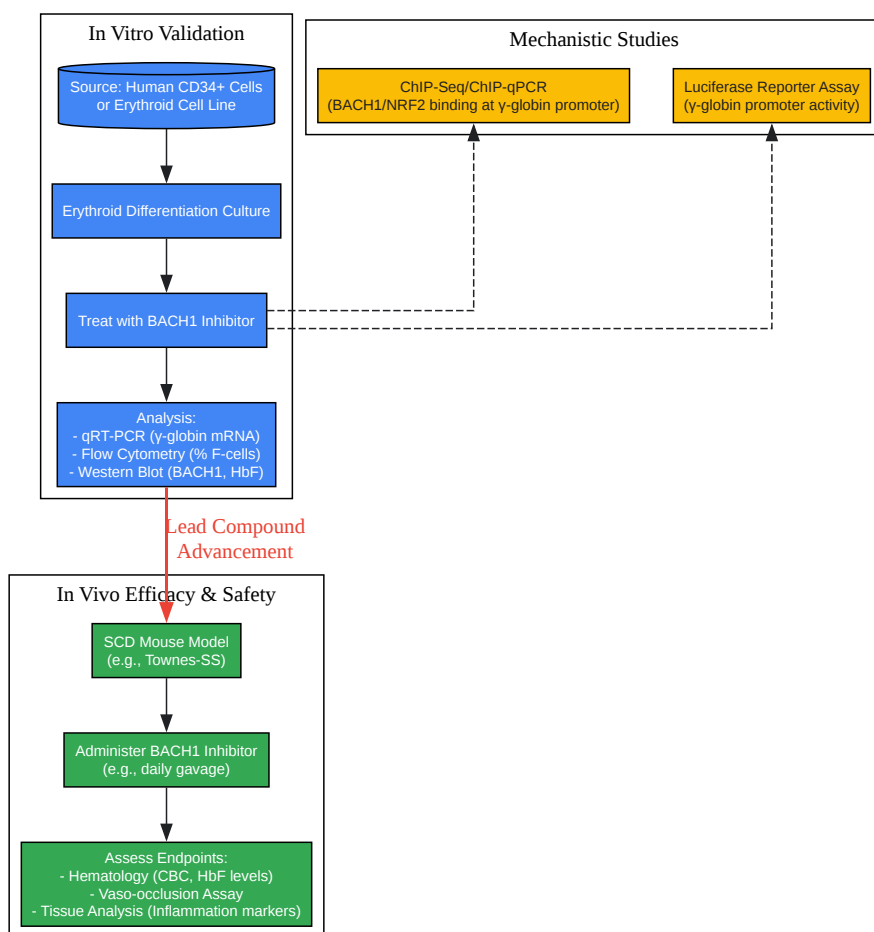 In Vitro Validation
Source: Human CD34+ Cells
or Erythroid Cell Line
Erythroid Differentiation Culture
Treat with BACH1 Inhibitor
Analysis:
- qRT-PCR (γ-globin mRNA)
- Flow Cytometry (% F-cells)
- Western Blot (BACH1, HbF)
Mechanistic Studies
ChIP-Seq/ChIP-qPCR
(BACH1/NRF2 binding at γ-globin promoter)
Luciferase Reporter Assay
(γ-globin promoter activity)
Lead Compound
Advancement
In Vivo Efficacy & Safety
SCD Mouse Model
(e.g., Townes-SS)
Administer BACH1 Inhibitor
(e.g., daily gavage)
Assess Endpoints:
- Hematology (CBC, HbF levels)
- Vaso-occlusion Assay
- Tissue Analysis (Inflammation markers)